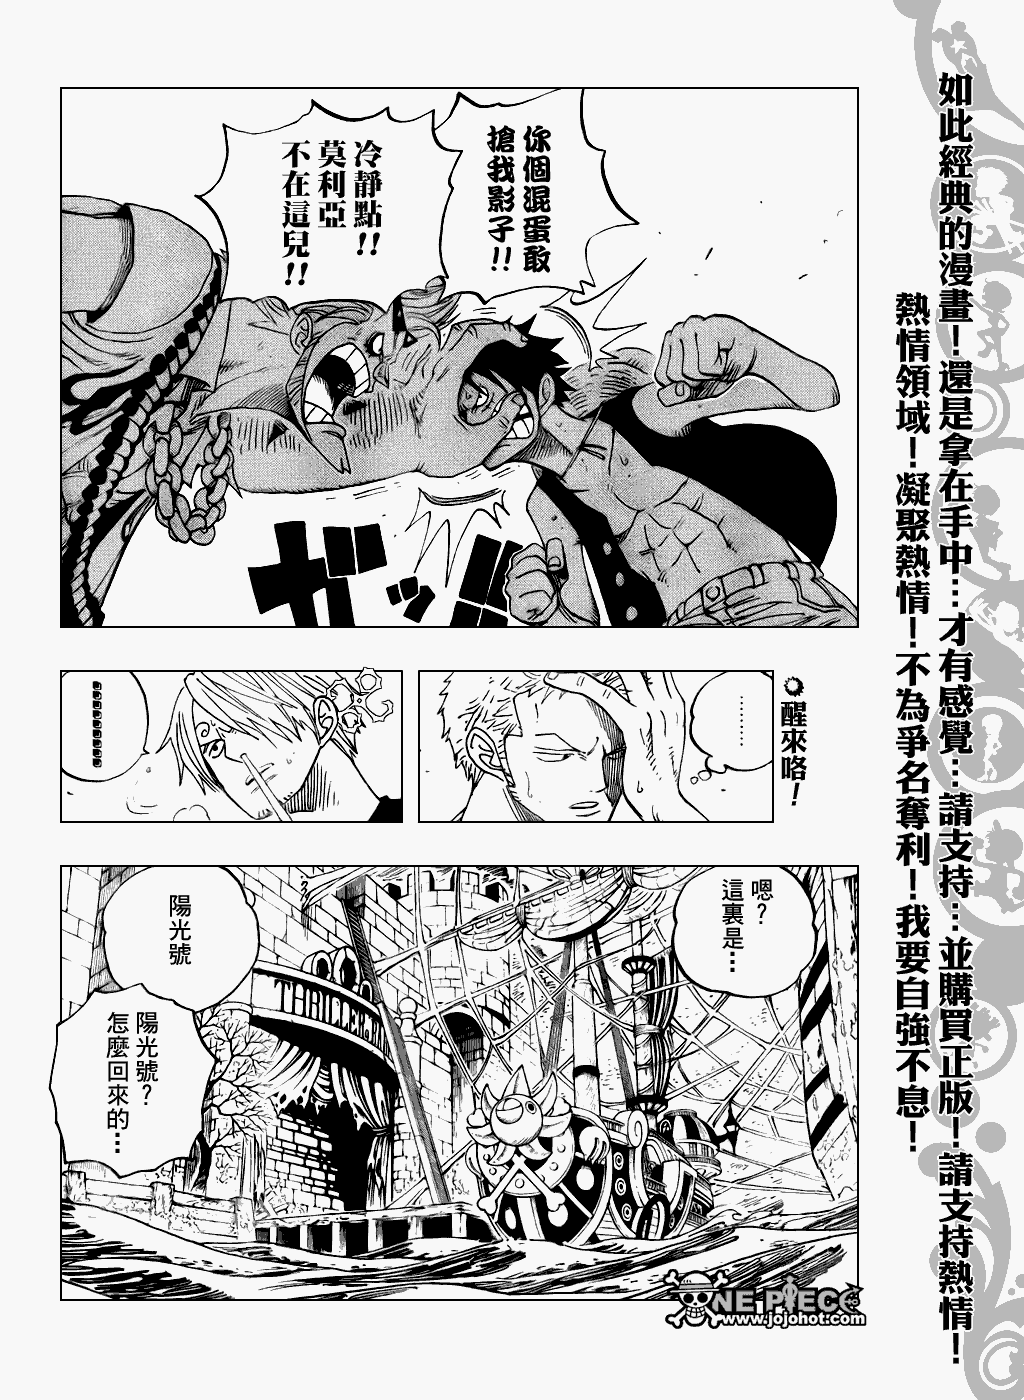 你個混蛋敢
搶我影子!!
冷靜點!!
莫利亞
不在這兒!!
ガッ
醒來咯!
………
嗯?
這裏是…
陽光號
陽光號?
怎麼回來的…
THRILLER
如此經典的漫畫!還是拿在手中…才有感覺…請支持…並購買正版!請支持熱情!
熱情領域!凝聚熱情!不為爭名奪利!我要自強不息!
ONE PIECE
www.jojohot.com